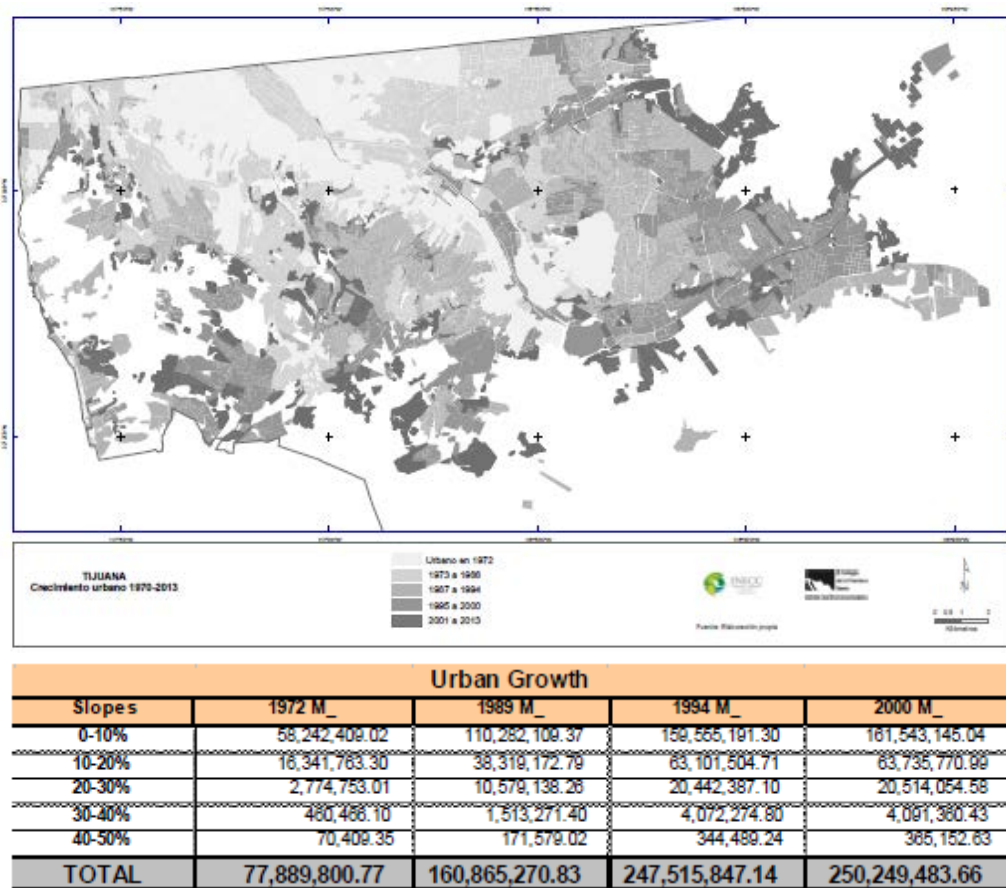 TIJUANA
Crecimiento urbano 1970-2013
Urbano en 1972
1973 a 1986
1987 a 1994
1995 a 2000
2001 a 2013
INECC
Fuente: Elaboración propia
Kilómetros
Urban Growth
Slopes 1972 M_ 1989 M_ 1994 M_ 2000 M_
0-10% 58,242,409.02 110,282,109.37 159,555,191.30 161,543,145.04
10-20% 16,341,763.30 38,319,172.79 63,101,504.71 63,735,770.99
20-30% 2,774,753.01 10,579,138.26 20,442,387.10 20,514,054.58
30-40% 460,466.10 1,513,271.40 4,072,274.80 4,091,360.43
40-50% 70,409.35 171,579.02 344,489.24 365,152.63
TOTAL 77,889,800.77 160,865,270.83 247,515,847.14 250,249,483.66